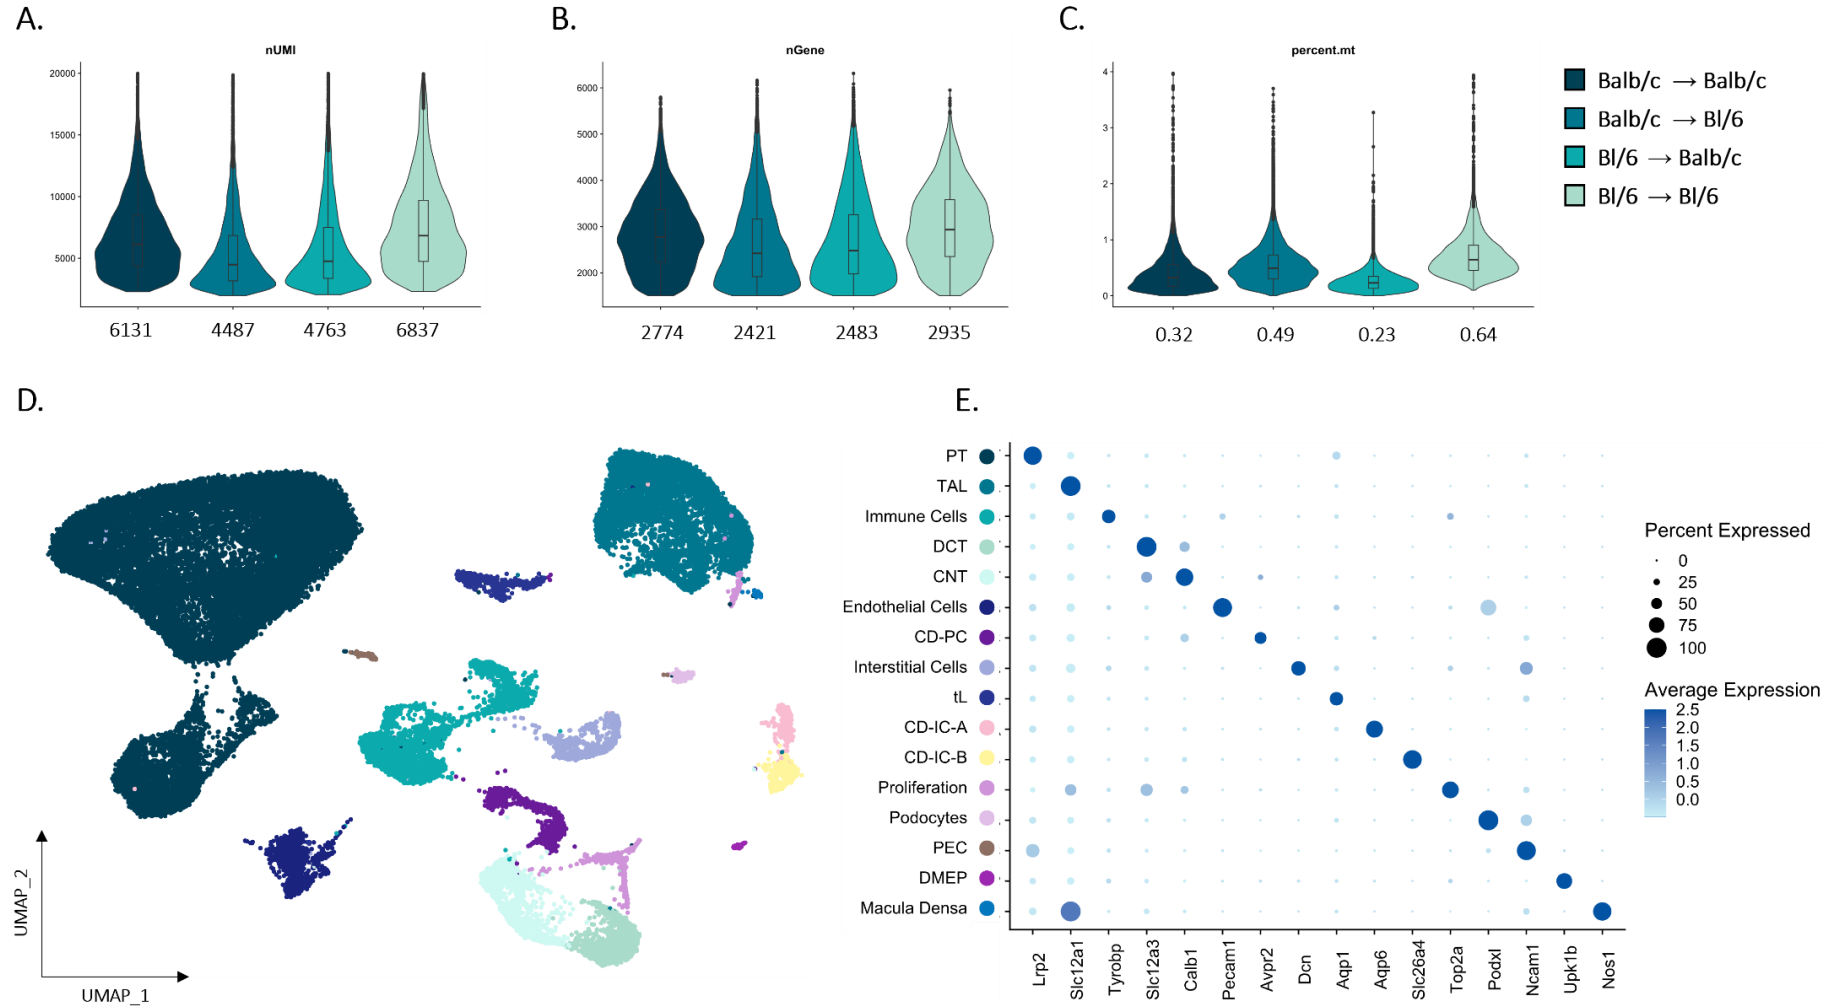 A.
nUMI
20000
15000
10000
5000
6131 4487 4763 6837
B.
nGene
6000
5000
4000
3000
2000
2774 2421 2483 2935
C.
percent.mt
4
3
2
1
0
0.32 0.49 0.23 0.64
Balb/c → Balb/c
Balb/c → Bl/6
Bl/6 → Balb/c
Bl/6 → Bl/6
D.
UMAP_2
UMAP_1
E.
PT
TAL
Immune Cells
DCT
CNT
Endothelial Cells
CD-PC
Interstitial Cells
tL
CD-IC-A
CD-IC-B
Proliferation
Podocytes
PEC
DMEP
Macula Densa
Lrp2
Slc12a1
Tyrobp
Slc12a3
Calb1
Pecam1
Avpr2
Dcn
Aqp1
Aqp6
Slc26a4
Top2a
Podxl
Ncam1
Upk1b
Nos1
Percent Expressed
0
25
50
75
100
Average Expression
2.5
2.0
1.5
1.0
0.5
0.0